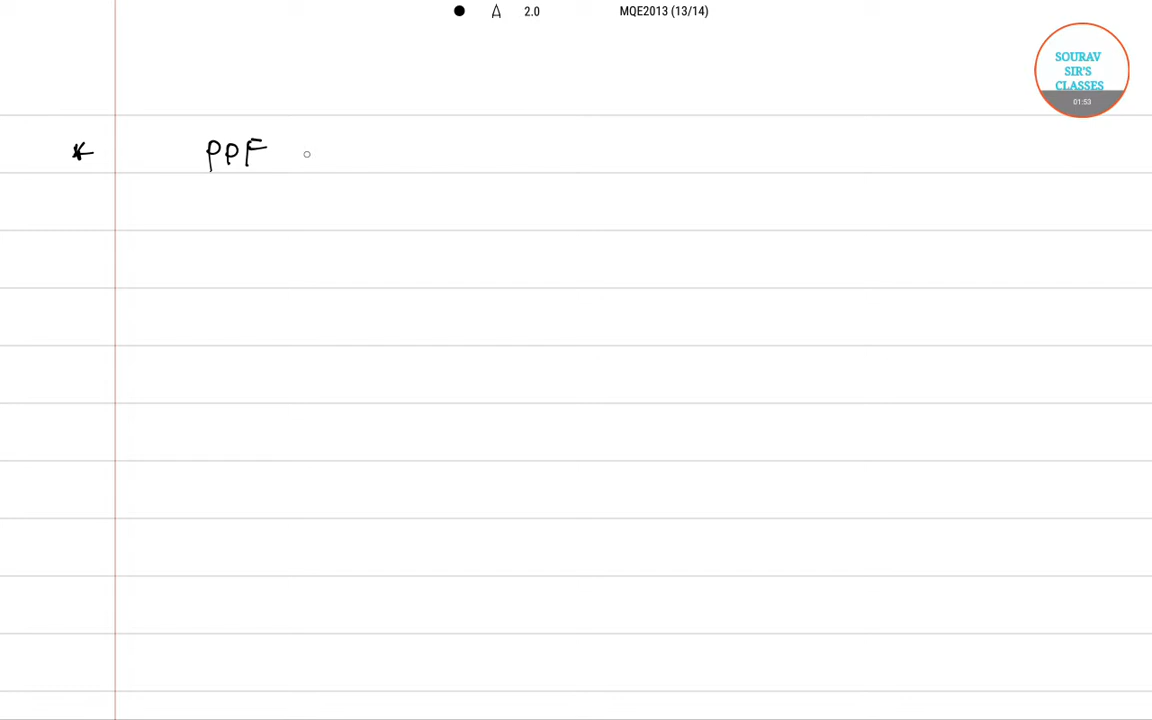 2.0 MQE2013 (13/14)
SOURAV
SIR'S
CLASSES
01:53
* PPF